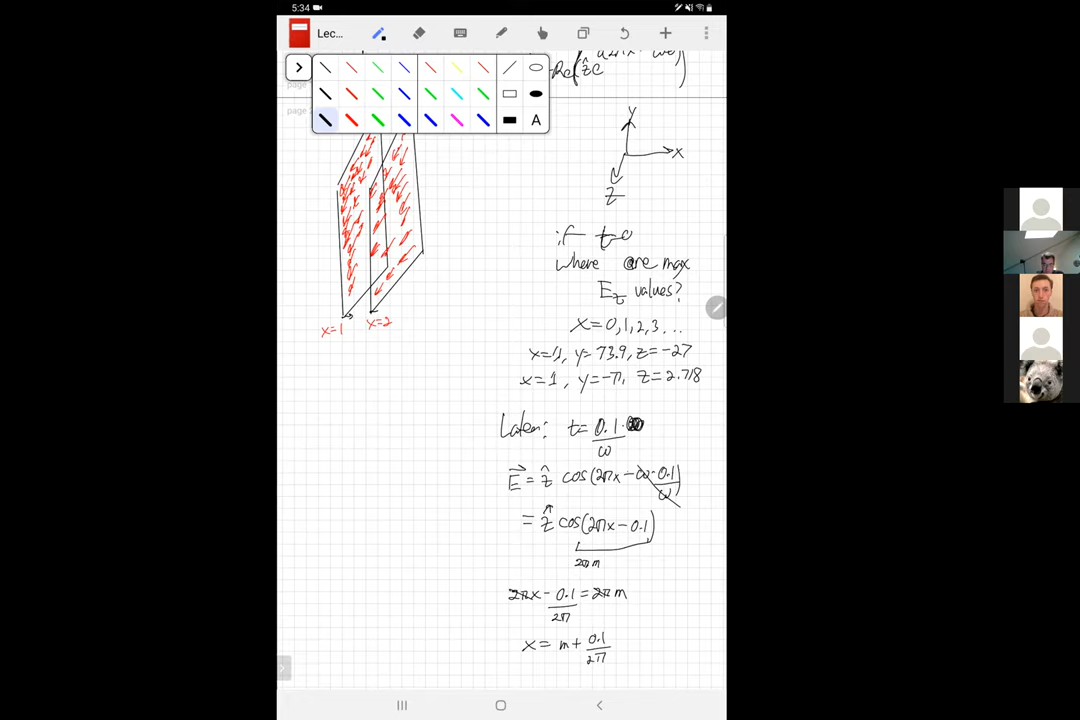 5:34
Lec...
A
page
page
Y
X
Z
if t=0
where are max
E_z values?
x=0,1,2,3...
x=1, y=73.9, z=-27
x=1, y=-π, z=2.718
x=1 x=2
Later: t= 0.1/ω
E⃗ = ẑ cos(2πx-ω·0.1/ω)
= ẑ cos(2πx-0.1)
2πm
2πx - 0.1/2π = 2πm
x= m+ 0.1/2π